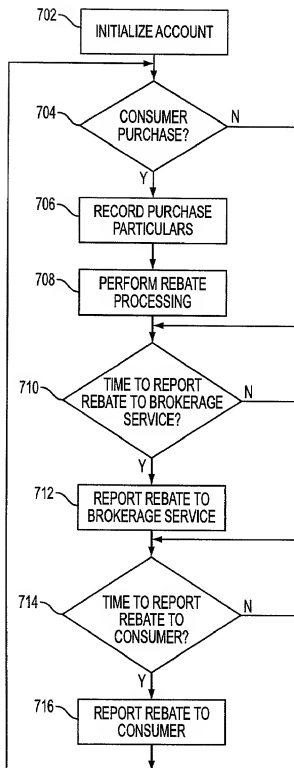 702
INITIALIZE ACCOUNT
704
CONSUMER
PURCHASE?
N
Y
706
RECORD PURCHASE
PARTICULARS
708
PERFORM REBATE
PROCESSING
710
TIME TO REPORT
REBATE TO BROKERAGE
SERVICE?
N
Y
712
REPORT REBATE TO
BROKERAGE SERVICE
714
TIME TO REPORT
REBATE TO
CONSUMER?
N
Y
716
REPORT REBATE TO
CONSUMER